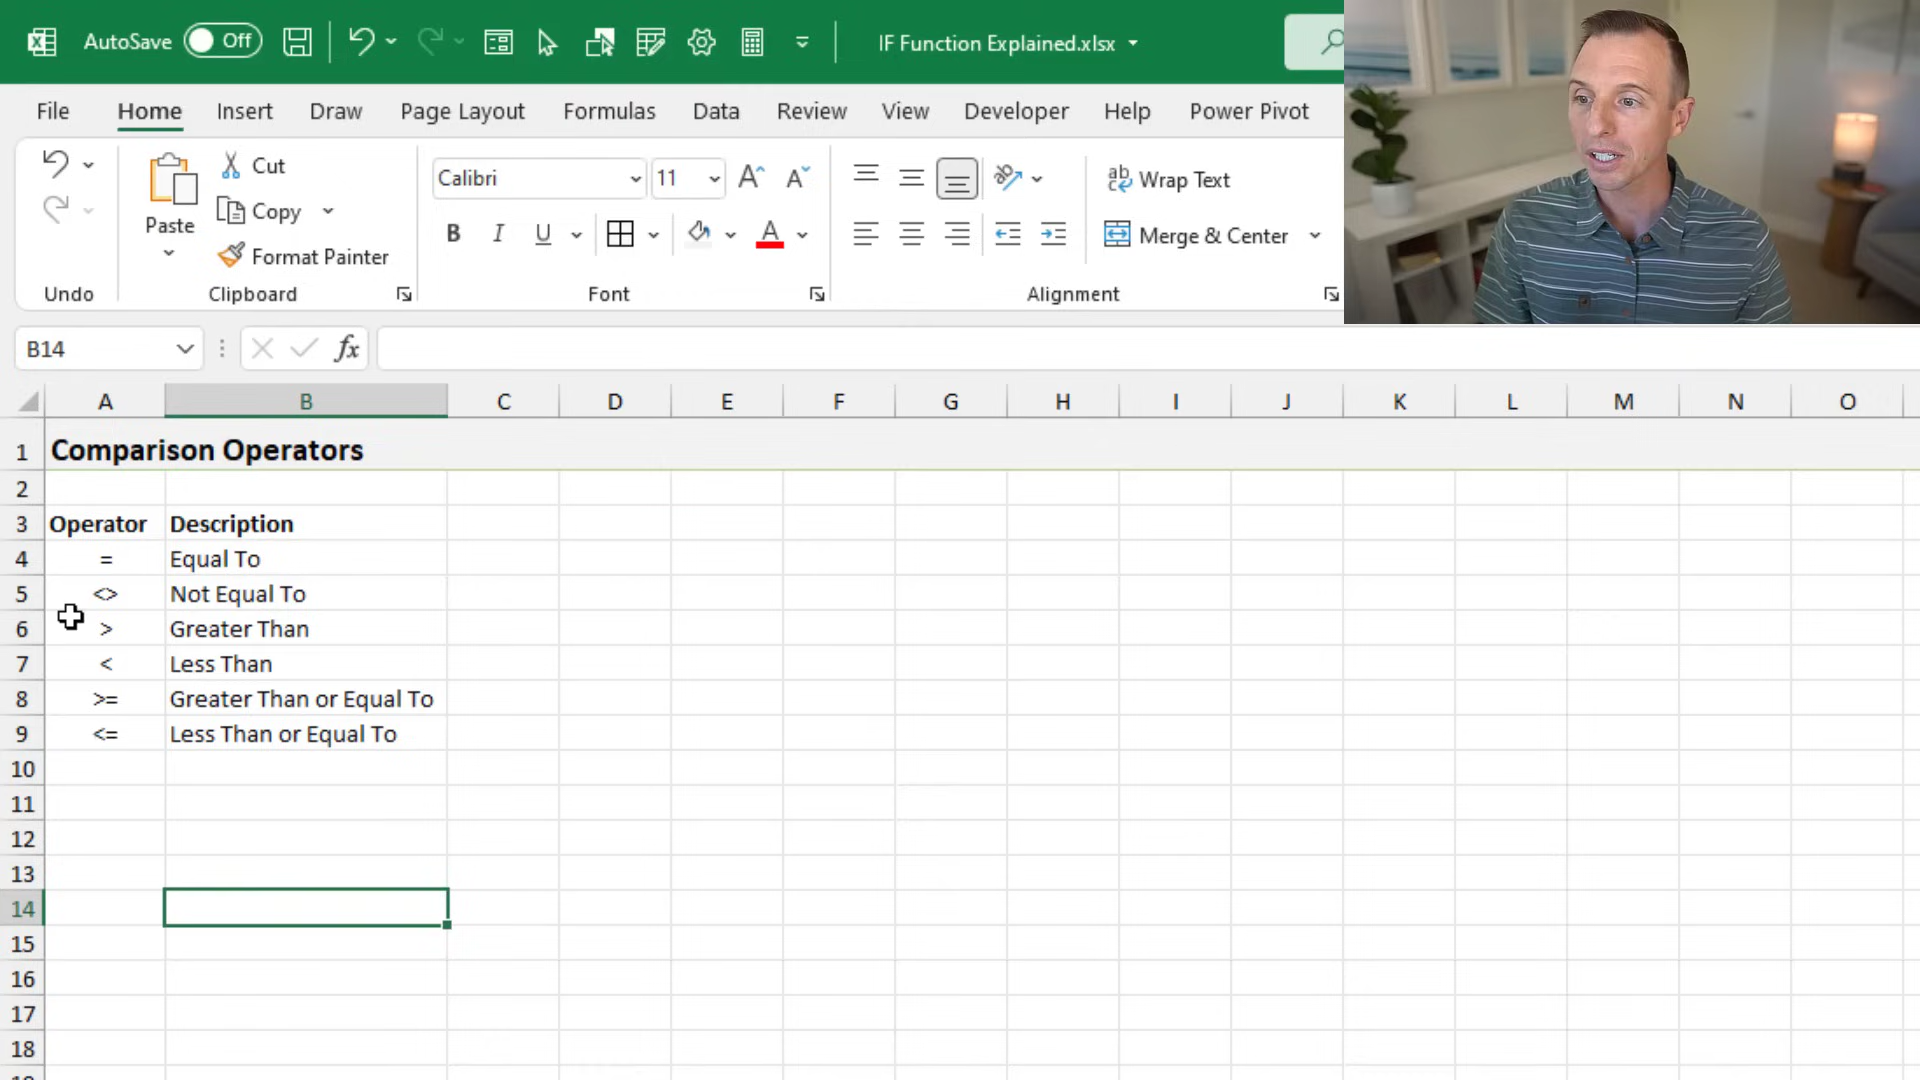 AutoSave Off IF Function Explained.xlsx
File Home Insert Draw Page Layout Formulas Data Review View Developer Help Power Pivot
Cut Calibri 11 Wrap Text
Paste Copy B I U A Merge & Center
Format Painter
Undo Clipboard Font Alignment
B14 fx
A B C D E F G H I J K L M N O
1 Comparison Operators
2
3 Operator Description
4 = Equal To
5 <> Not Equal To
6 > Greater Than
7 < Less Than
8 >= Greater Than or Equal To
9 <= Less Than or Equal To
10
11
12
13
14
15
16
17
18